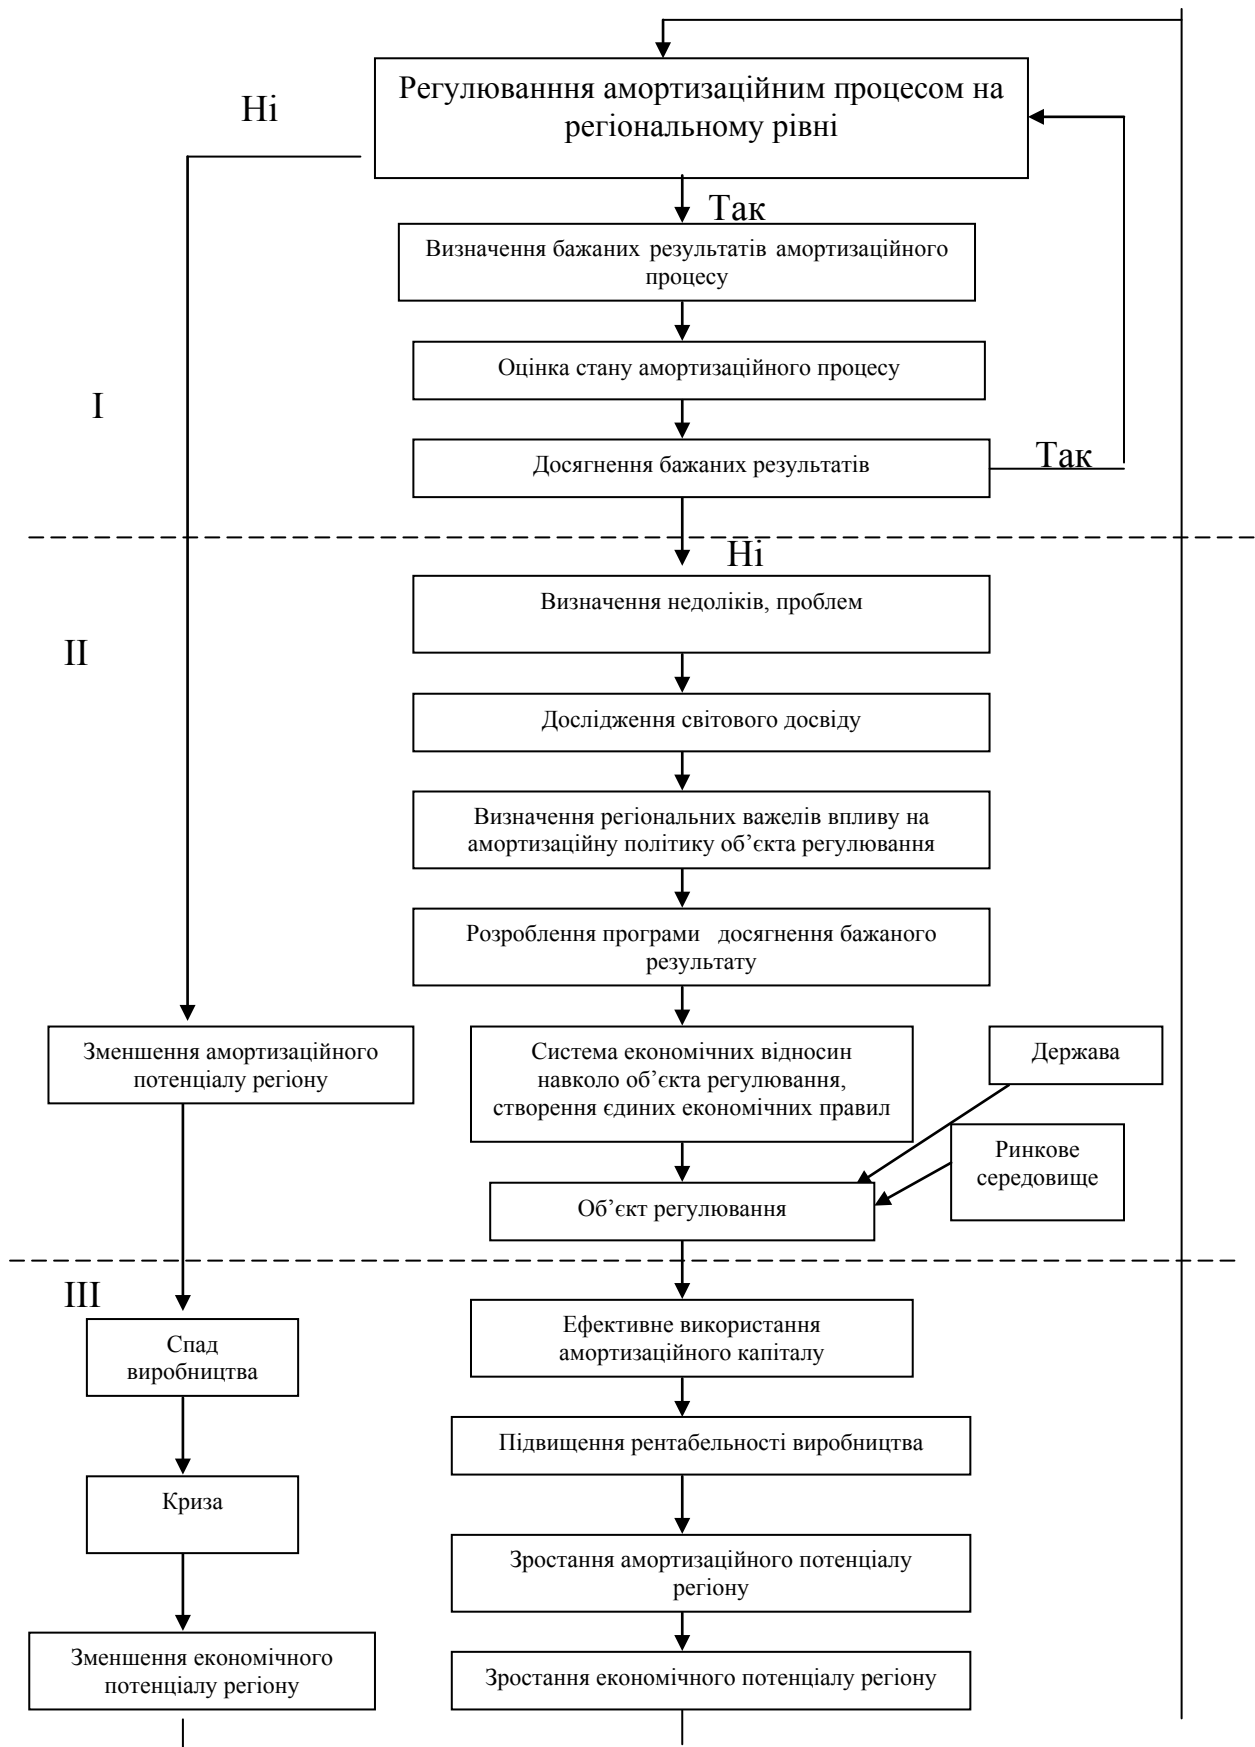 Регулюванння амортизаційним процесом на
регіональному рівні
Ні
Так
Визначення бажаних результатів амортизаційного
процесу
Оцінка стану амортизаційного процесу
I
Досягнення бажаних результатів
Так
Ні
Визначення недоліків, проблем
II
Дослідження світового досвіду
Визначення регіональних важелів впливу на
амортизаційну політику об’єкта регулювання
Розроблення програми досягнення бажаного
результату
Зменшення амортизаційного
потенціалу регіону
Система економічних відносин
навколо об’єкта регулювання,
створення єдиних економічних правил
Держава
Ринкове
середовище
Об’єкт регулювання
III
Спад
виробництва
Ефективне використання
амортизаційного капіталу
Підвищення рентабельності виробництва
Криза
Зростання амортизаційного потенціалу
регіону
Зменшення економічного
потенціалу регіону
Зростання економічного потенціалу регіону